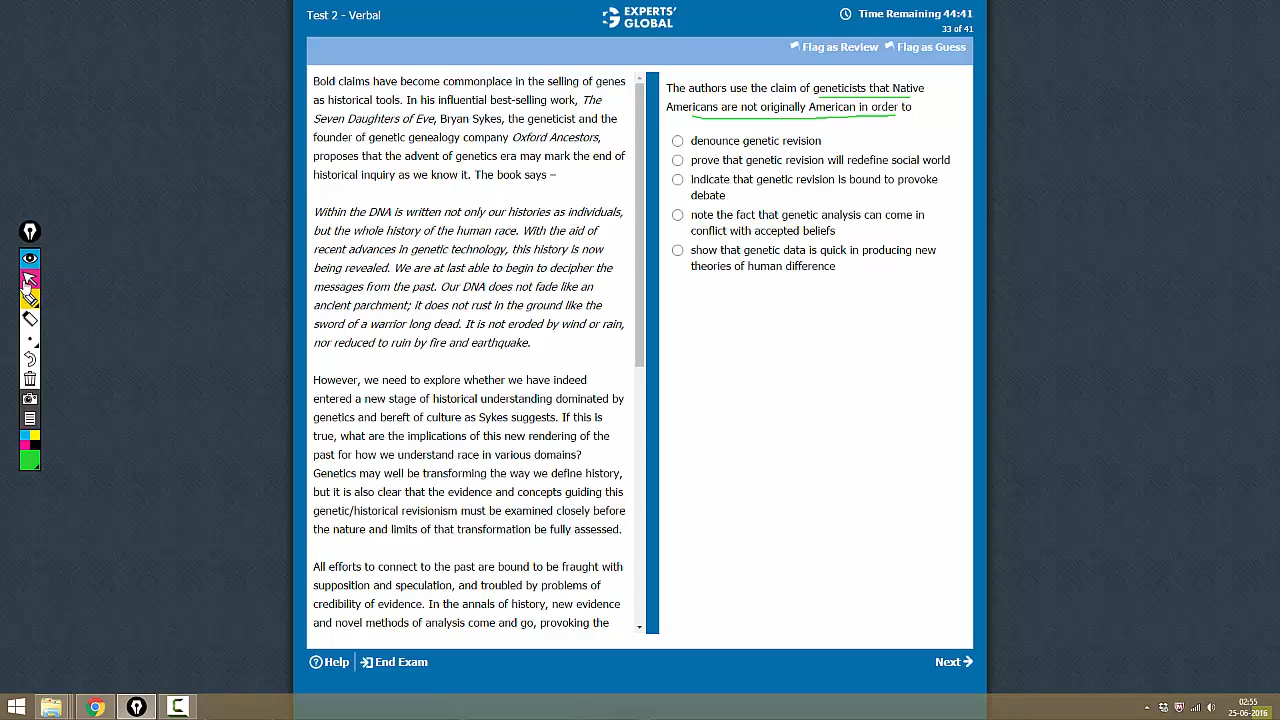 Test 2 - Verbal
EXPERTS'
GLOBAL
Time Remaining 44:41
33 of 41
Flag as Review
Flag as Guess
Bold claims have become commonplace in the selling of genes
as historical tools. In his influential best-selling work, The
Seven Daughters of Eve, Bryan Sykes, the geneticist and the
founder of genetic genealogy company Oxford Ancestors,
proposes that the advent of genetics era may mark the end of
historical inquiry as we know it. The book says –
Within the DNA is written not only our histories as individuals,
but the whole history of the human race. With the aid of
recent advances in genetic technology, this history is now
being revealed. We are at last able to begin to decipher the
messages from the past. Our DNA does not fade like an
ancient parchment; it does not rust in the ground like the
sword of a warrior long dead. It is not eroded by wind or rain,
nor reduced to ruin by fire and earthquake.
However, we need to explore whether we have indeed
entered a new stage of historical understanding dominated by
genetics and bereft of culture as Sykes suggests. If this is
true, what are the implications of this new rendering of the
past for how we understand race in various domains?
Genetics may well be transforming the way we define history,
but it is also clear that the evidence and concepts guiding this
genetic/historical revisionism must be examined closely before
the nature and limits of that transformation be fully assessed.
All efforts to connect to the past are bound to be fraught with
supposition and speculation, and troubled by problems of
credibility of evidence. In the annals of history, new evidence
and novel methods of analysis come and go, provoking the
The authors use the claim of geneticists that Native
Americans are not originally American in order to
denounce genetic revision
prove that genetic revision will redefine social world
indicate that genetic revision is bound to provoke
debate
note the fact that genetic analysis can come in
conflict with accepted beliefs
show that genetic data is quick in producing new
theories of human difference
Help
End Exam
Next
02:55
25-06-2016